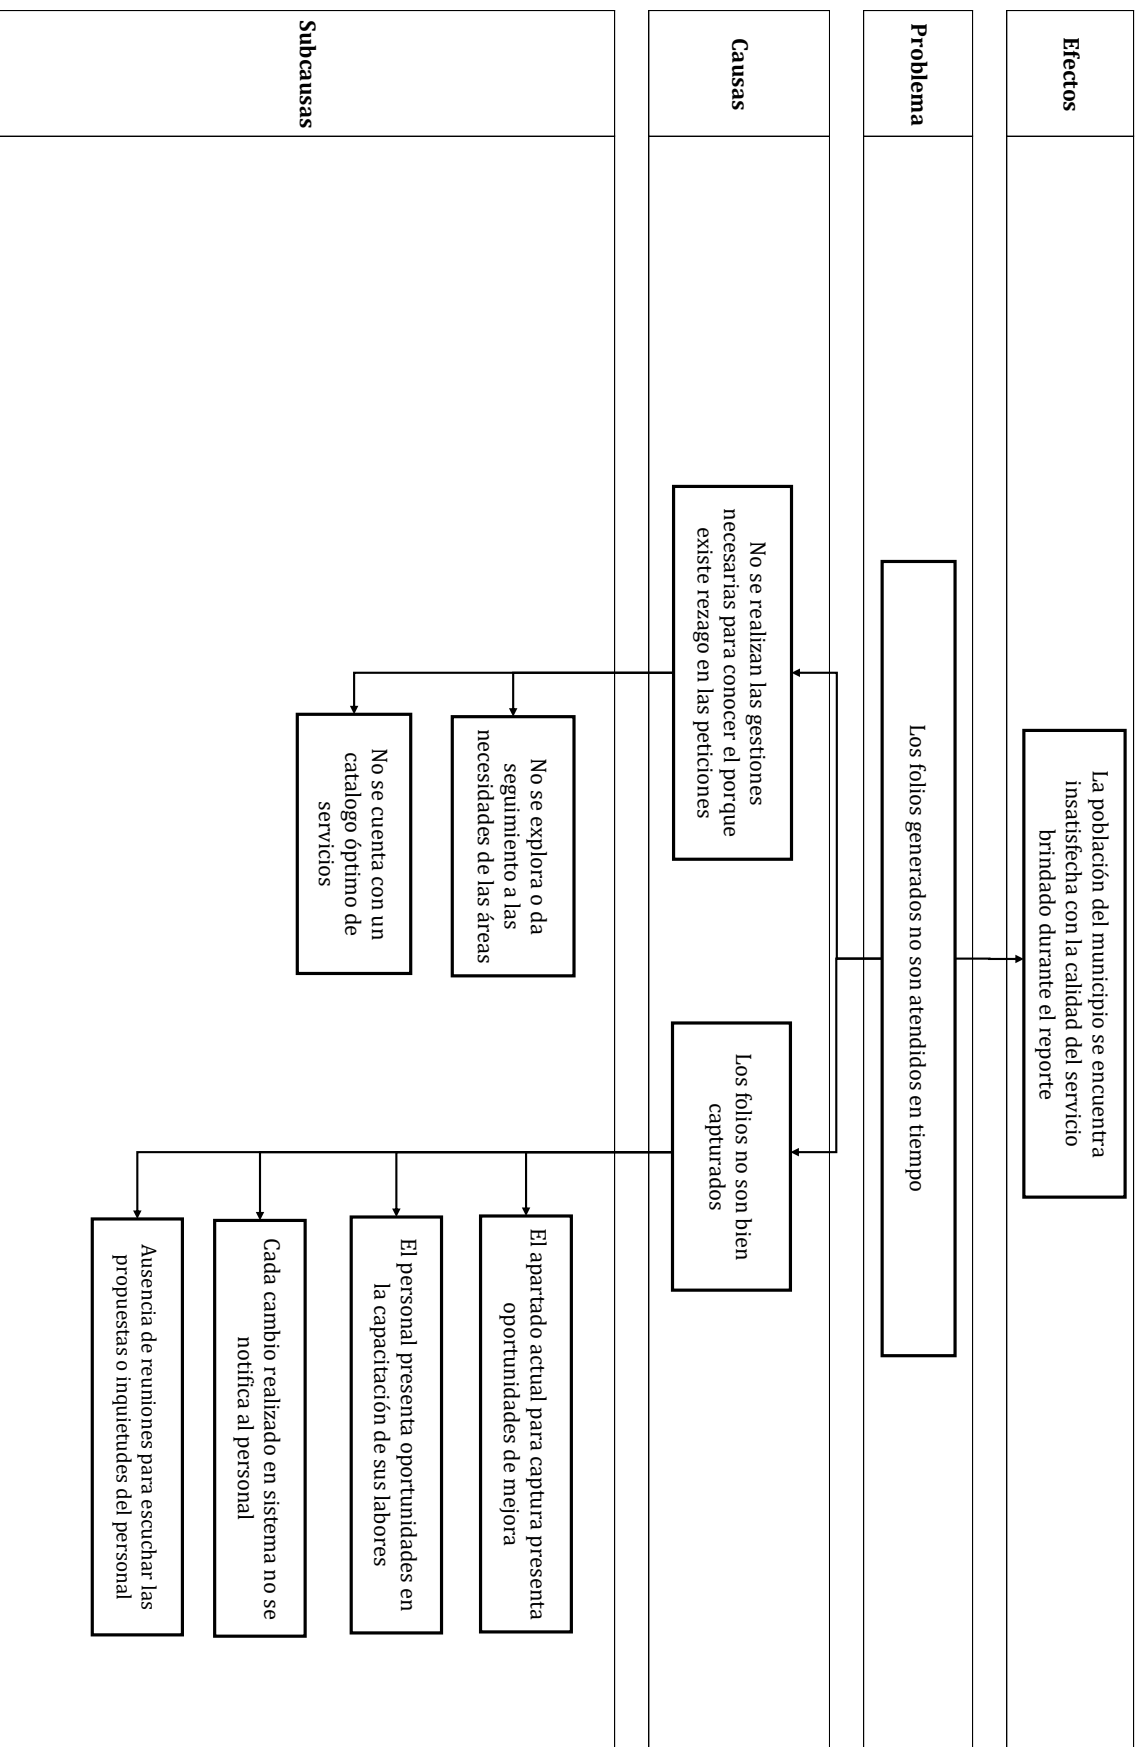 Efectos
La población del municipio se encuentra
insatisfecha con la calidad del servicio
brindado durante el reporte
Problema
Los folios generados no son atendidos en tiempo
Causas
No se realizan las gestiones
necesarias para conocer el porque
existe rezago en las peticiones
Los folios no son bien
capturados
Subcausas
No se explora o da
seguimiento a las
necesidades de las áreas
No se cuenta con un
catalogo óptimo de
servicios
El apartado actual para captura presenta
oportunidades de mejora
El personal presenta oportunidades en
la capacitación de sus labores
Cada cambio realizado en sistema no se
notifica al personal
Ausencia de reuniones para escuchar las
propuestas o inquietudes del personal